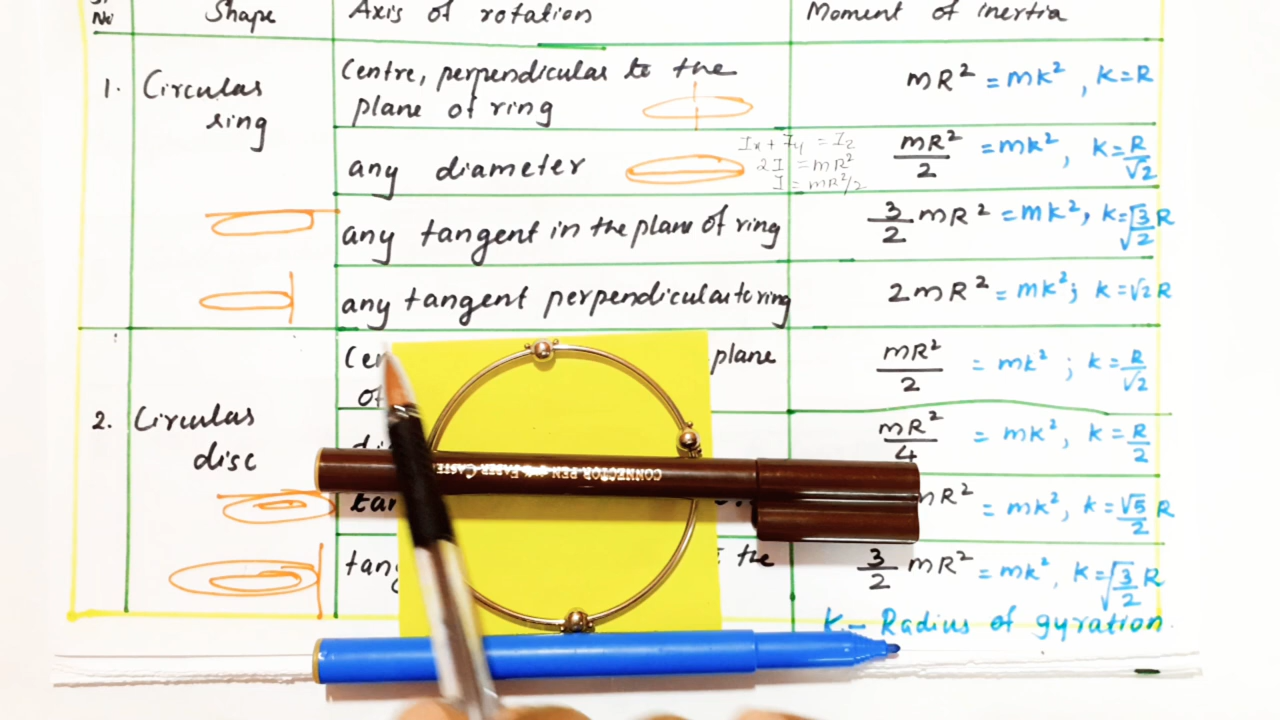 No Shape Axis of rotation Moment of inertia
1. Circular ring
Centre, perpendicular to the
plane of ring
mR² = mk² , k=R
any diameter
Ix + Iy = Iz
2I = mR²
I = mR²/2
mR²/2 = mk², k=R/√2
any tangent in the plane of ring
3/2 mR² = mk², k=√3/√2 R
any tangent perpendicular to ring
2mR² = mk²; k=√2R
2. Circular disc
plane
mR²/2 = mk² ; k=R/√2
mR²/4 = mk², k=R/2
CONNECTOR PEN
mR² = mk², k=√5/2 R
the
3/2 mR² = mk², k=√3/2 R
K - Radius of gyration